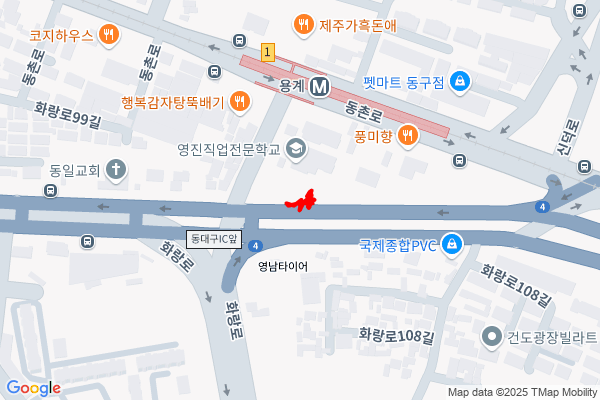 제주가흑돈애
코지하우스
동촌로
동촌로
1
용계
M
펫마트 동구점
화랑로99길
행복감자탕뚝배기
동촌로
풍미향
영진직업전문학교
신덕로
동일교회
4
동대구IC앞
4
국제종합PVC
화랑로
영남타이어
화랑로108길
화랑로
화랑로108길
건도광장빌라트
Google
Map data ©2025 TMap Mobility